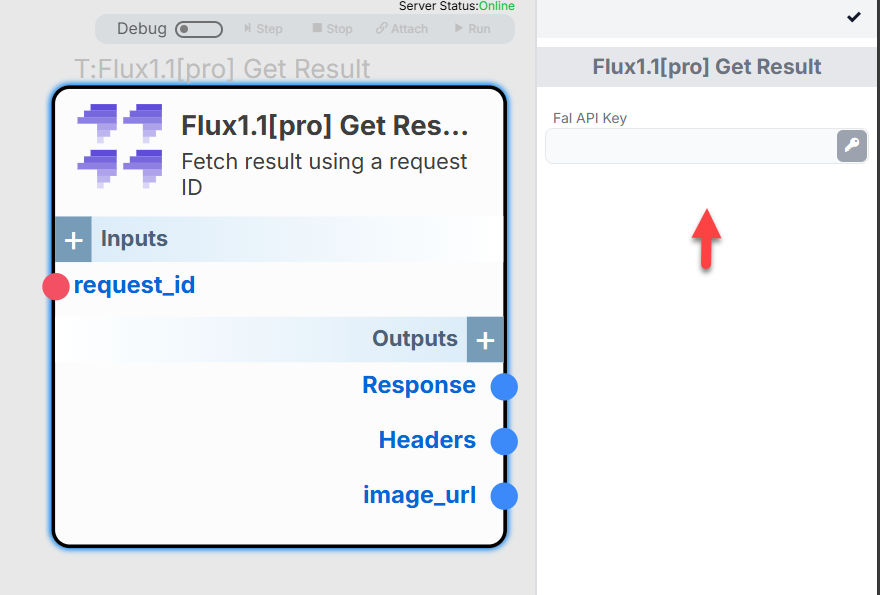 Server Status:Online
Debug Step Stop Attach Run
T:Flux1.1[pro] Get Result
Flux1.1[pro] Get Res...
Fetch result using a request
ID
Inputs
request_id
Outputs
Response
Headers
image_url
Flux1.1[pro] Get Result
Fal API Key